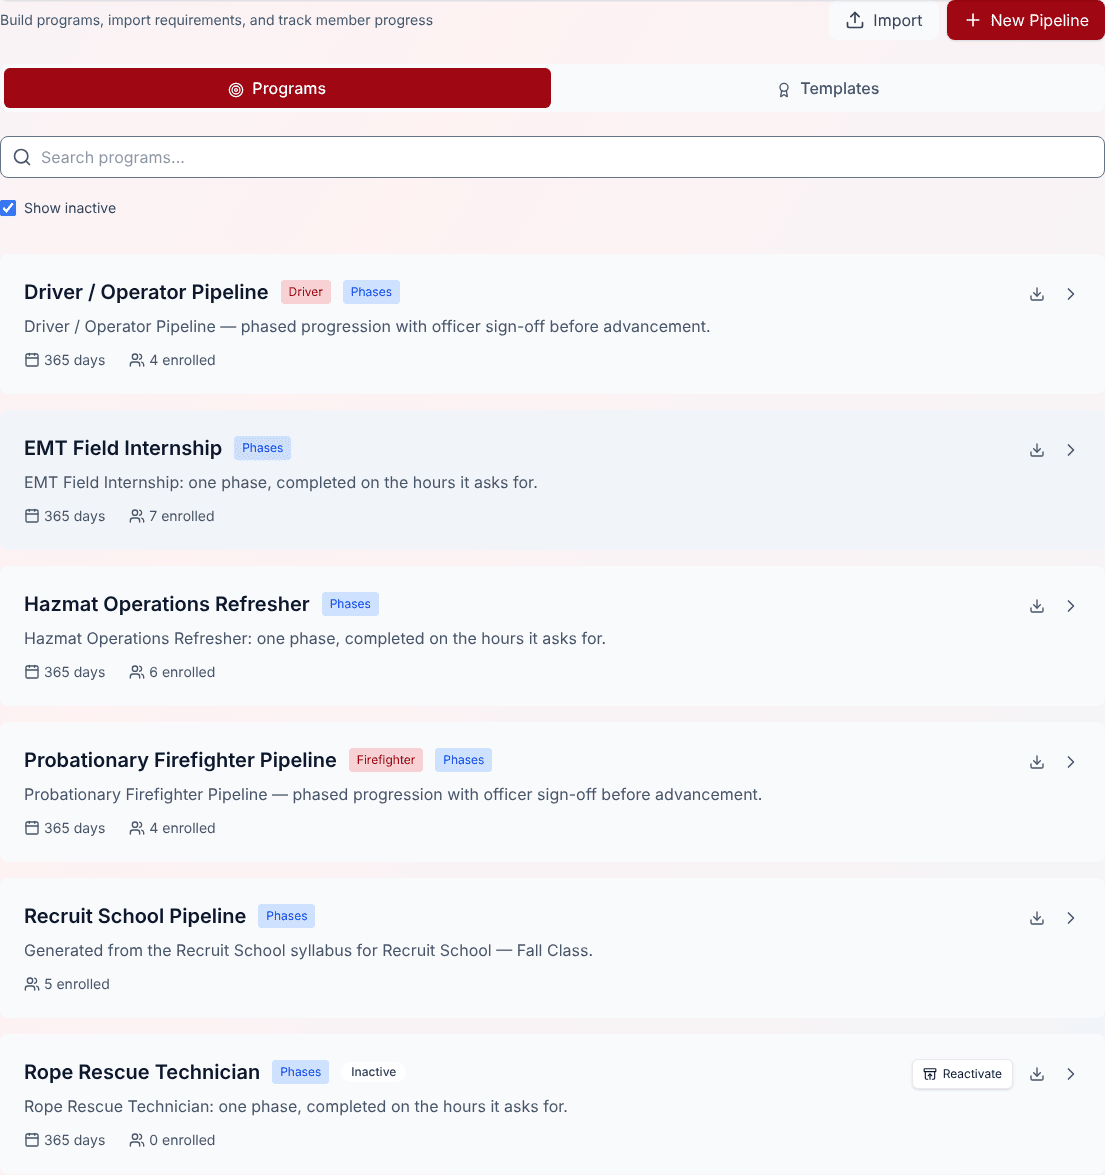 Build programs, import requirements, and track member progress
Import
New Pipeline
Programs
Templates
Search programs...
Show inactive
Driver / Operator Pipeline Driver Phases
Driver / Operator Pipeline — phased progression with officer sign-off before advancement.
365 days 4 enrolled
EMT Field Internship Phases
EMT Field Internship: one phase, completed on the hours it asks for.
365 days 7 enrolled
Hazmat Operations Refresher Phases
Hazmat Operations Refresher: one phase, completed on the hours it asks for.
365 days 6 enrolled
Probationary Firefighter Pipeline Firefighter Phases
Probationary Firefighter Pipeline — phased progression with officer sign-off before advancement.
365 days 4 enrolled
Recruit School Pipeline Phases
Generated from the Recruit School syllabus for Recruit School — Fall Class.
5 enrolled
Rope Rescue Technician Phases Inactive Reactivate
Rope Rescue Technician: one phase, completed on the hours it asks for.
365 days 0 enrolled